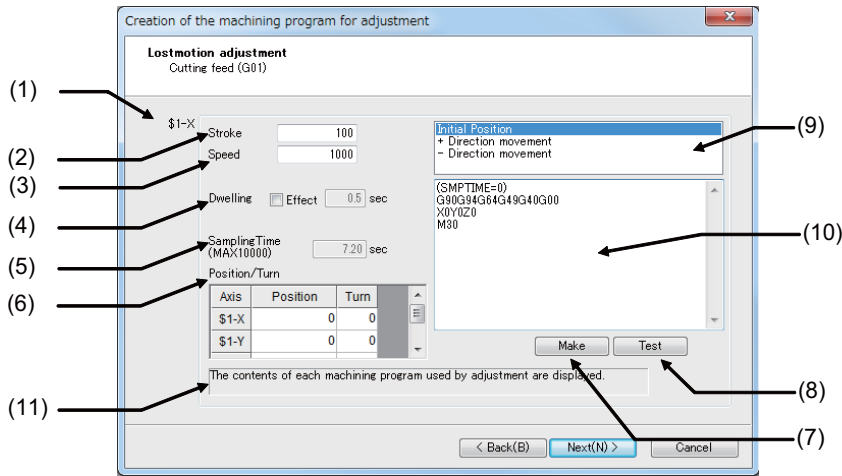 Creation of the machining program for adjustment
Lostmotion adjustment
Cutting feed (G01)
(1)
$1-X
(2)
Stroke
100
(3)
Speed
1000
(4)
Dwelling
Effect
0.5
sec
(5)
SamplingTime
(MAX10000)
7.20
sec
(6)
Position/Turn
Axis Position Turn
$1-X 0 0
$1-Y 0 0
Initial Position
+ Direction movement
- Direction movement
(9)
(SMPTIME=0)
G90G94G64G49G40G00
X0Y0Z0
M30
(10)
Make
Test
(7)
(8)
(11)
The contents of each machining program used by adjustment are displayed.
< Back(B)
Next(N) >
Cancel